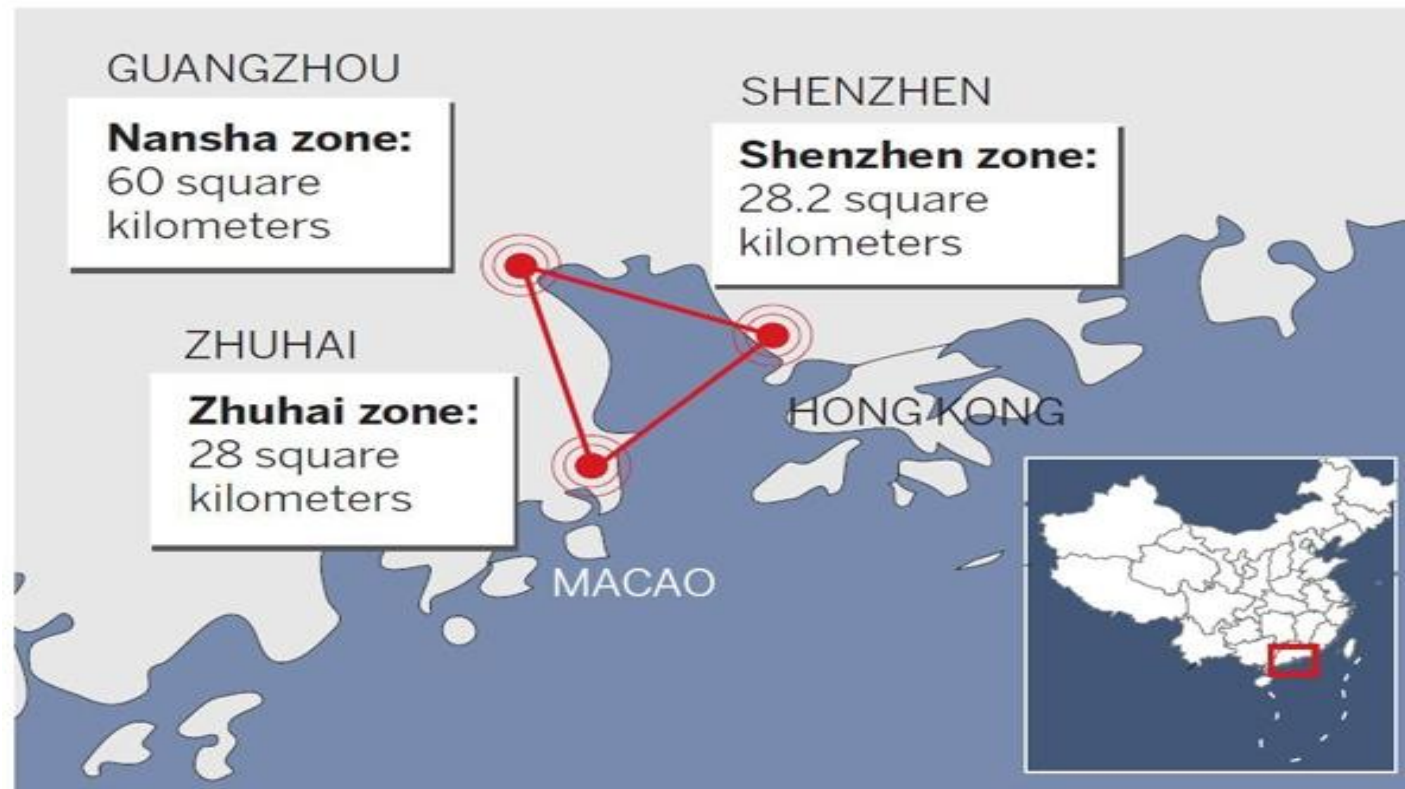 GUANGZHOU
Nansha zone:
60 square
kilometers
SHENZHEN
Shenzhen zone:
28.2 square
kilometers
ZHUHAI
Zhuhai zone:
28 square
kilometers
HONG KONG
MACAO